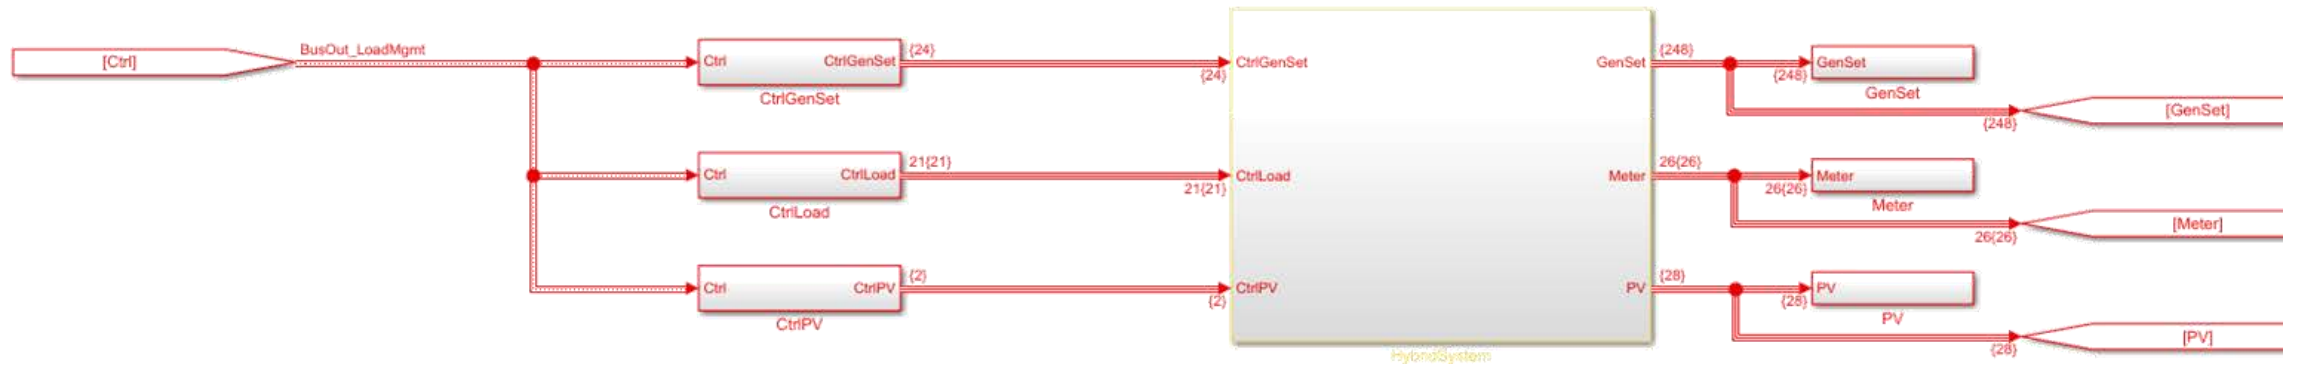 [Ctrl]
BusOut_LoadMgmt
Ctrl
CtrlGenSet
{24}
CtrlGenSet
{24}
CtrlGenSet
GenSet
{248}
{248}
GenSet
GenSet
{248}
[GenSet]
Ctrl
CtrlLoad
21{21}
CtrlLoad
21{21}
CtrlLoad
Meter
26{26}
26{26}
Meter
Meter
26{26}
[Meter]
Ctrl
CtrlPV
{2}
CtrlPV
{2}
CtrlPV
PV
{28}
{28}
PV
PV
{28}
[PV]
HybridSystem